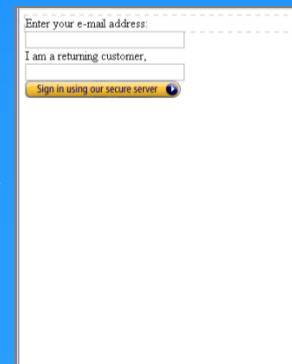 Enter your e-mail address:
I am a returning customer,
Sign in using our secure server